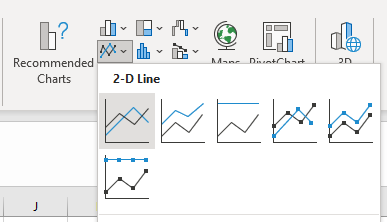 Recommended
Charts
Maps PivotChart 3D
2-D Line
J